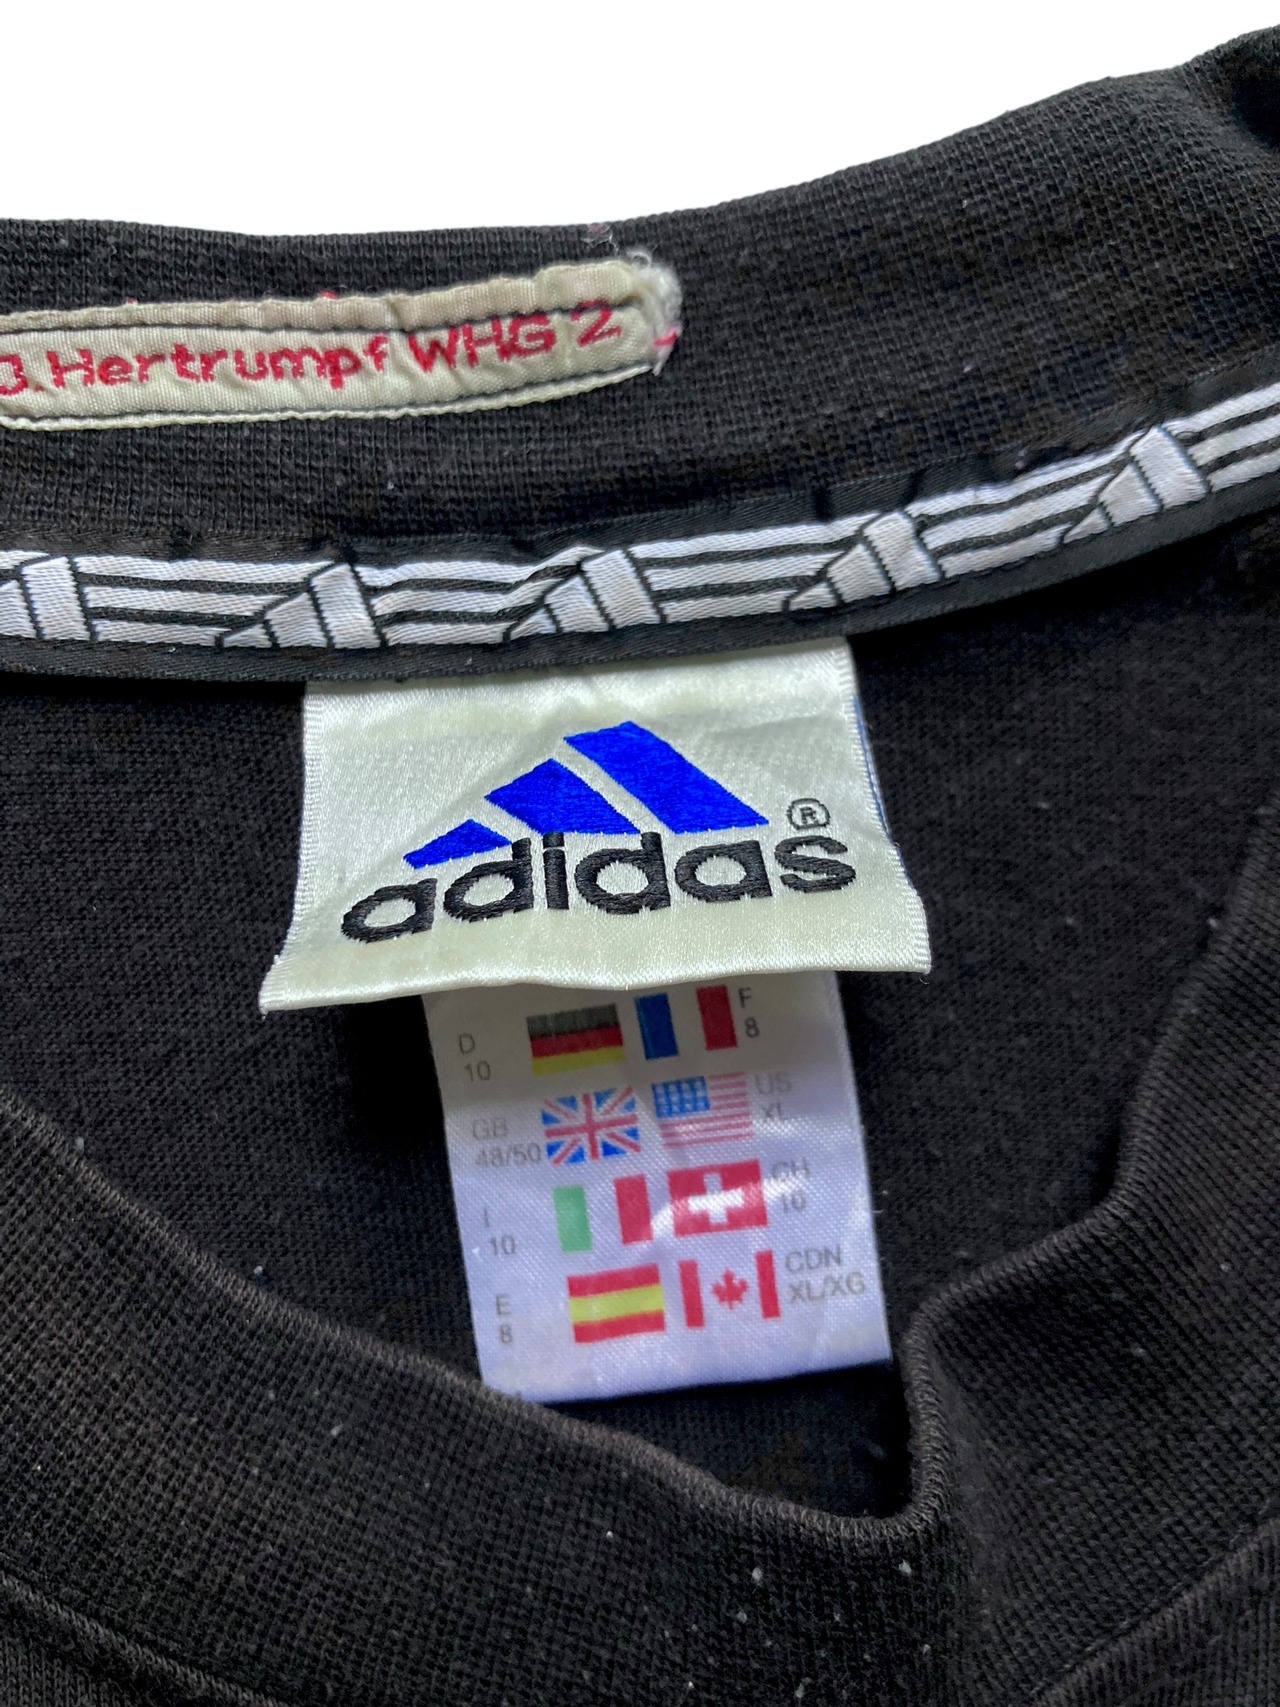 J. Hertrumpf WHG 2
adidas ®
D
10
F
8
GB
48/50
US
XL
I
10
CH
10
E
8
CDN
XL/XG